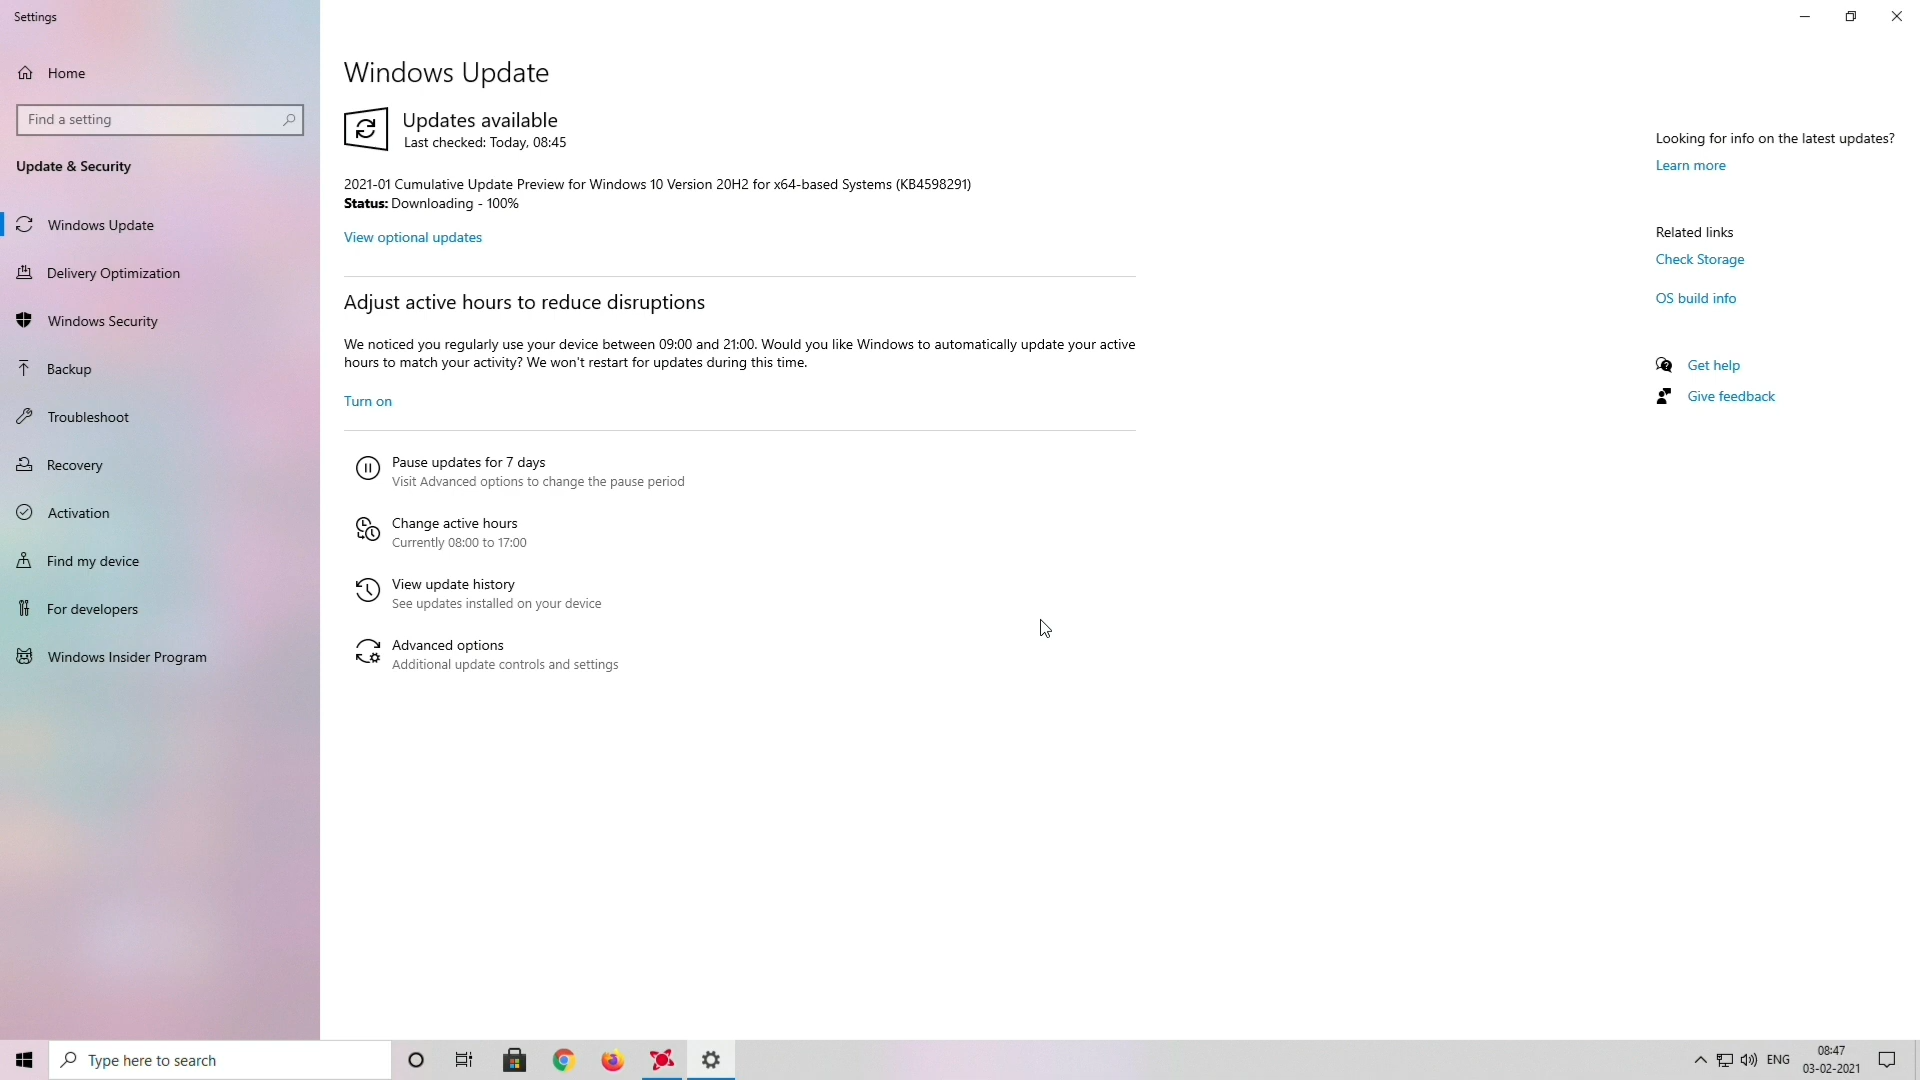 Settings
Home
Find a setting
Update & Security
Windows Update
Delivery Optimization
Windows Security
Backup
Troubleshoot
Recovery
Activation
Find my device
For developers
Windows Insider Program
Windows Update
Updates available
Last checked: Today, 08:45
2021-01 Cumulative Update Preview for Windows 10 Version 20H2 for x64-based Systems (KB4598291)
Status: Downloading - 100%
View optional updates
Adjust active hours to reduce disruptions
We noticed you regularly use your device between 09:00 and 21:00. Would you like Windows to automatically update your active
hours to match your activity? We won't restart for updates during this time.
Turn on
Pause updates for 7 days
Visit Advanced options to change the pause period
Change active hours
Currently 08:00 to 17:00
View update history
See updates installed on your device
Advanced options
Additional update controls and settings
Looking for info on the latest updates?
Learn more
Related links
Check Storage
OS build info
Get help
Give feedback
Type here to search
ENG
08:47
03-02-2021